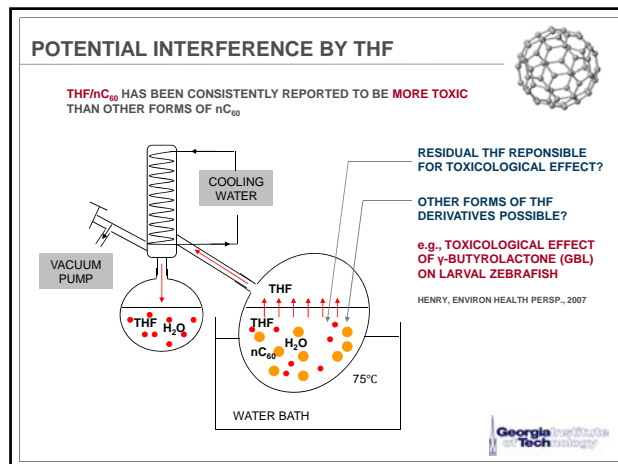 POTENTIAL INTERFERENCE BY THF
THF/nC60 HAS BEEN CONSISTENTLY REPORTED TO BE MORE TOXIC
THAN OTHER FORMS OF nC60
COOLING
WATER
VACUUM
PUMP
THF
H2O
THF
THF
H2O
nC60
75℃
WATER BATH
RESIDUAL THF REPONSIBLE
FOR TOXICOLOGICAL EFFECT?
OTHER FORMS OF THF
DERIVATIVES POSSIBLE?
e.g., TOXICOLOGICAL EFFECT
OF γ-BUTYROLACTONE (GBL)
ON LARVAL ZEBRAFISH
HENRY, ENVIRON HEALTH PERSP., 2007
Georgia Institute
of Technology